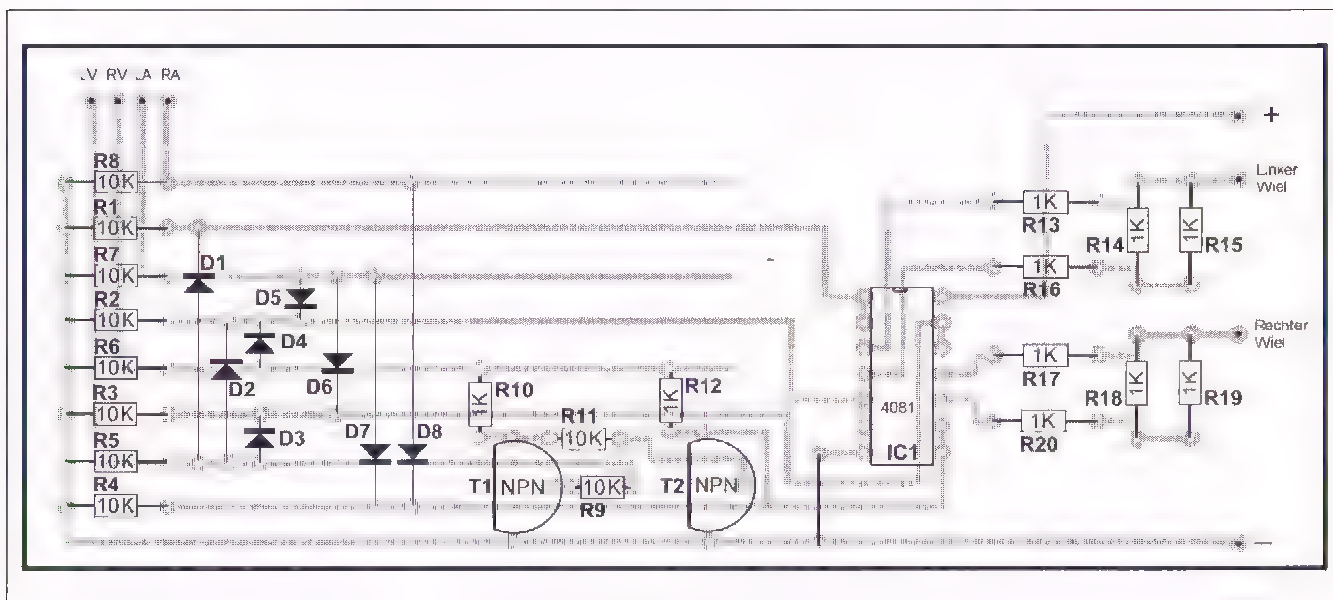 .V RV .A RA
+
R8
10K
Linker
Wiel
R1
10K
1K
R13
1K
R14
1K
R15
R7
10K
D1
1K
R16
D5
R2
10K
D4
Rechter
Wiel
R6
10K
D2
D6
R10
1K
R12
1K
1K
R17
R18
1K
R19
1K
R3
10K
R11
10K
4081
IC1
1K
R20
D3
D7
D8
R5
10K
T1
NPN
10K
R9
T2
NPN
R4
10K
—